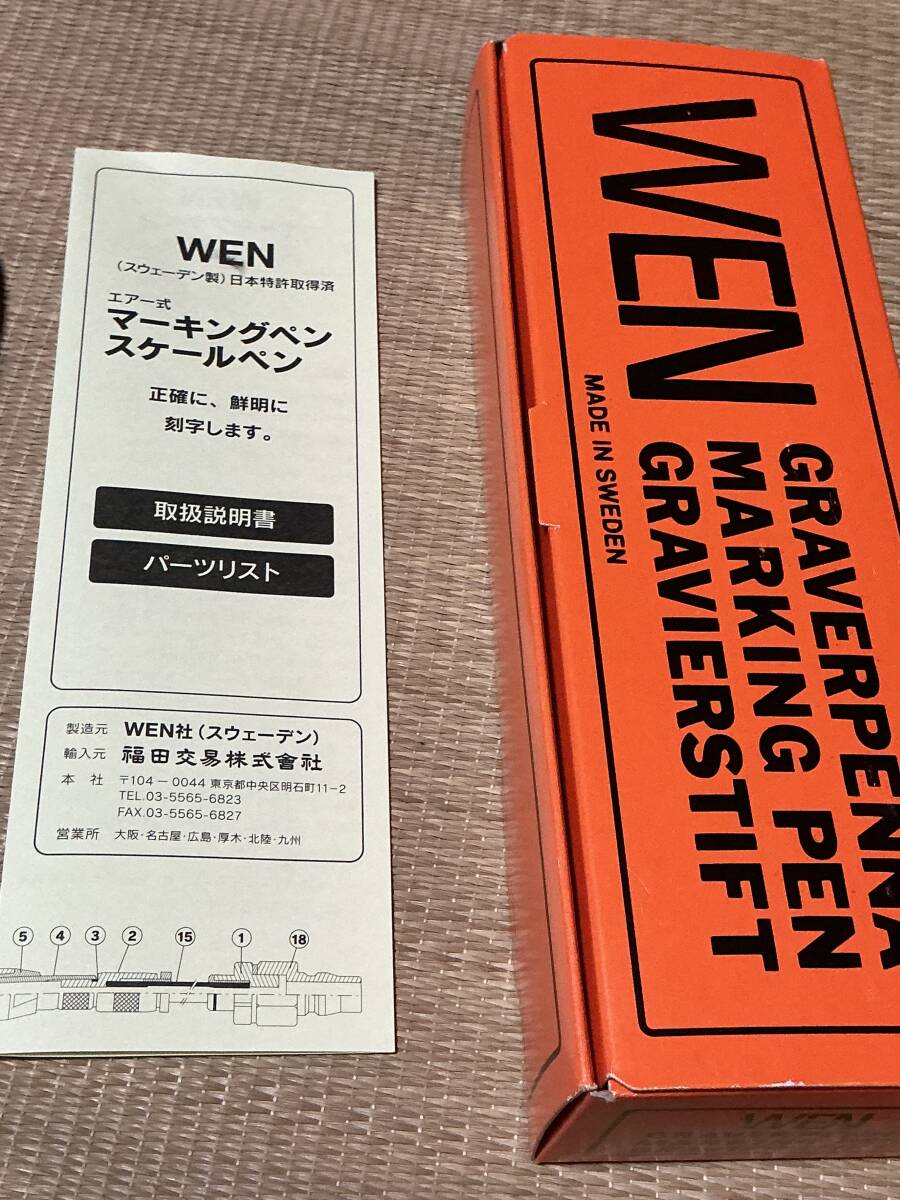 WEN
(スウェーデン製)日本特許取得済
エアー式
マーキングペン
スケールペン
正確に、鮮明に
刻字します。
取扱説明書
パーツリスト
製造元 WEN社(スウェーデン)
輸入元 福田交易株式會社
本社 〒104-0044 東京都中央区明石町11-2
TEL.03-5565-6823
FAX.03-5565-6827
営業所 大阪・名古屋・広島・厚木・北陸・九州
5 4 3 2 15 1 18
WEN
MADE IN SWEDEN
GRAVERPENNA
MARKING PEN
GRAVIERSTIFT
WEN